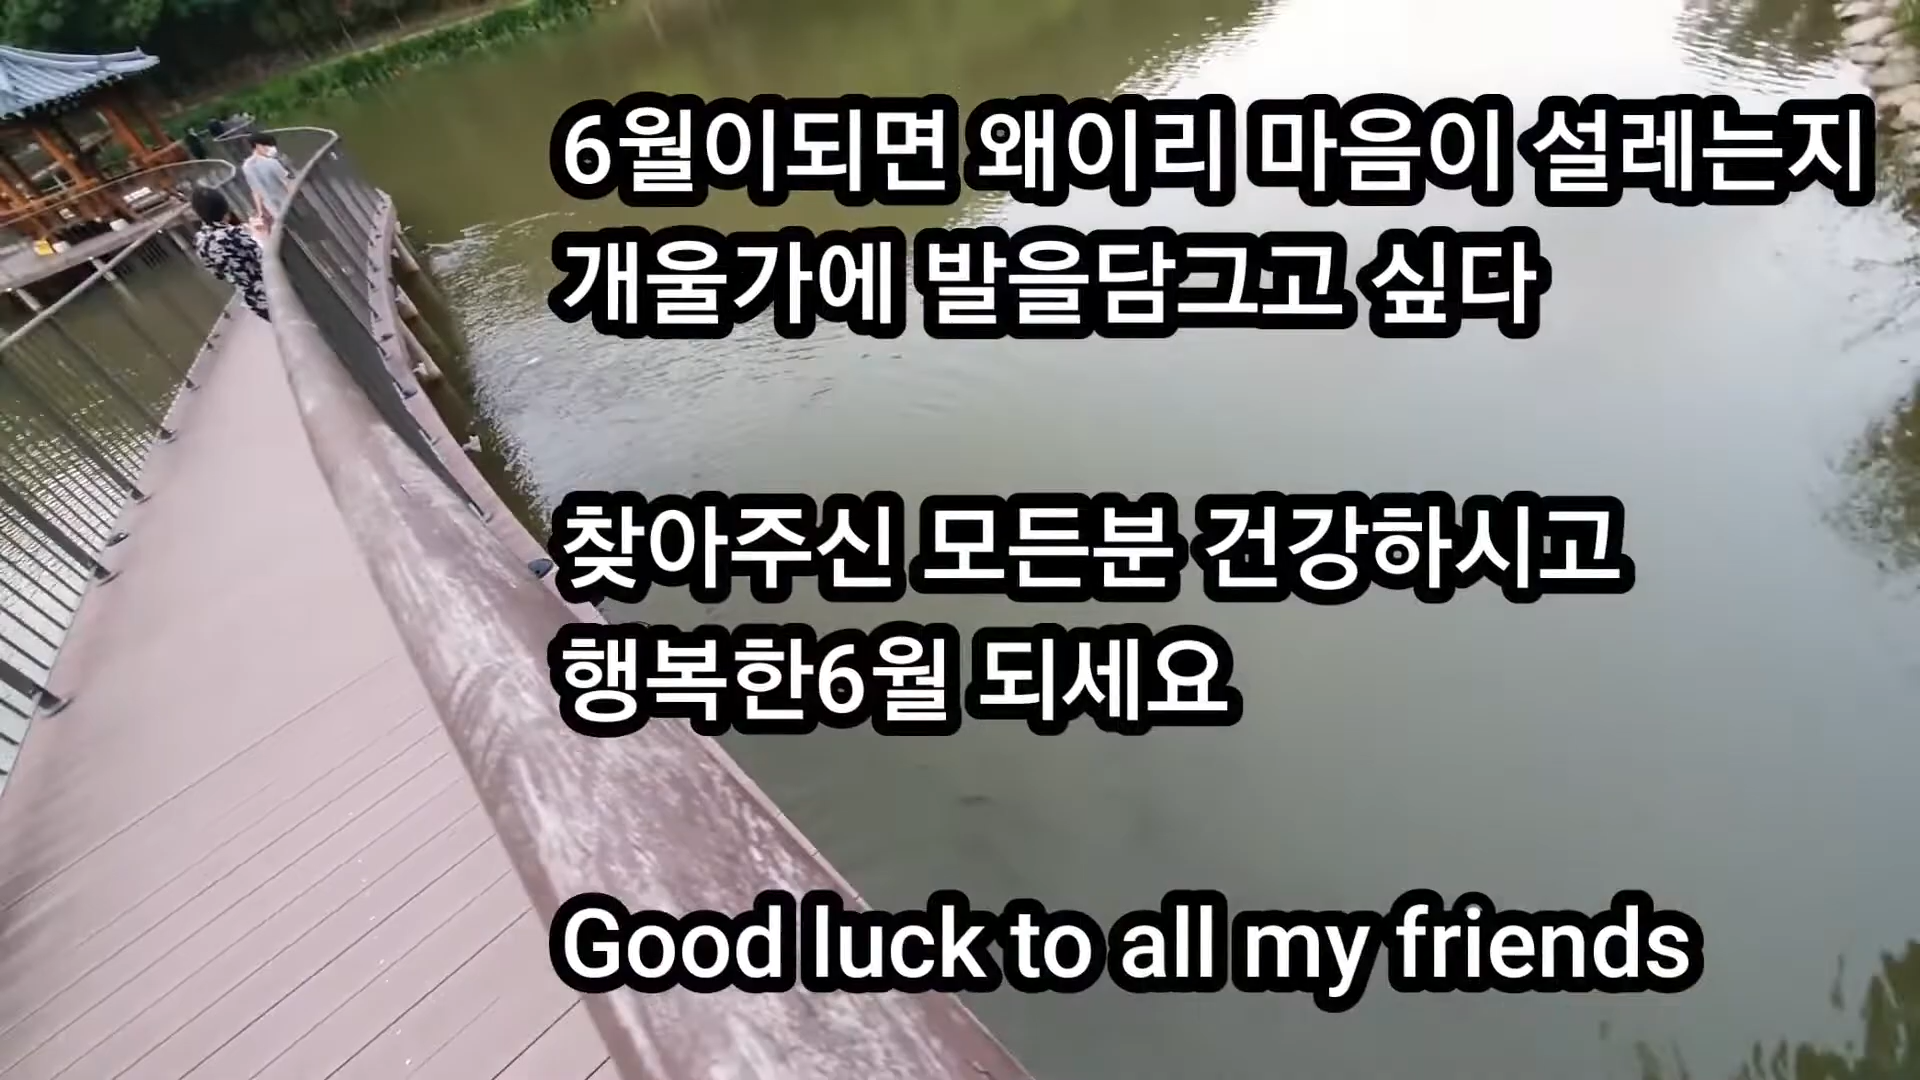 6월이되면 왜이리 마음이 설레는지
개울가에 발을담그고 싶다
찾아주신 모든분 건강하시고
행복한6월 되세요
Good luck to all my friends